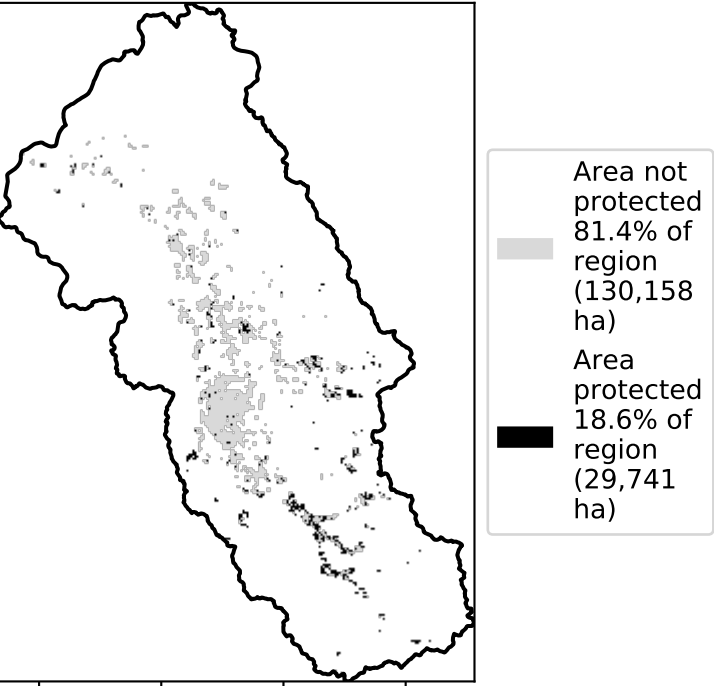 Area not
protected
81.4% of
region
(130,158
ha)
Area
protected
18.6% of
region
(29,741
ha)